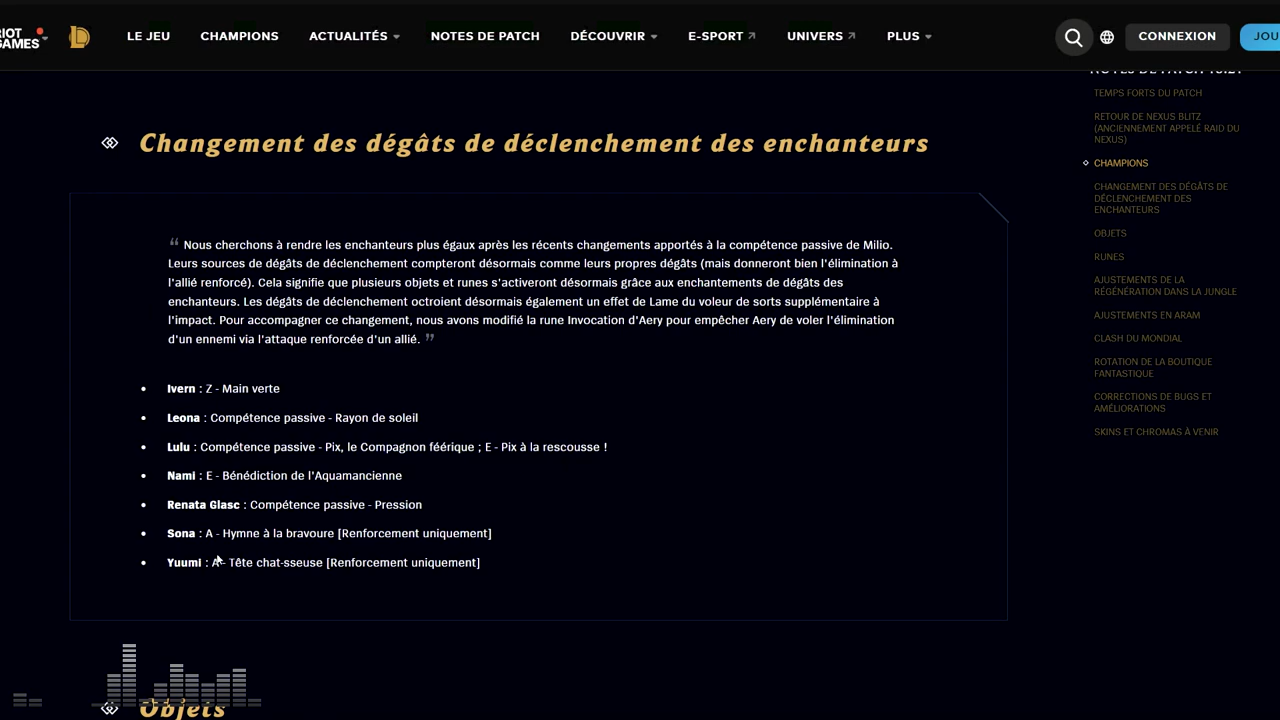 RIOT GAMES
LE JEU
CHAMPIONS
ACTUALITÉS
NOTES DE PATCH
DÉCOUVRIR
E-SPORT
UNIVERS
PLUS
CONNEXION
JOU
Changement des dégâts de déclenchement des enchanteurs
“ Nous cherchons à rendre les enchanteurs plus égaux après les récents changements apportés à la compétence passive de Milio.
Leurs sources de dégâts de déclenchement compteront désormais comme leurs propres dégâts (mais donneront bien l'élimination à
l'allié renforcé). Cela signifie que plusieurs objets et runes s'activeront désormais grâce aux enchantements de dégâts des
enchanteurs. Les dégâts de déclenchement octroient désormais également un effet de Lame du voleur de sorts supplémentaire à
l'impact. Pour accompagner ce changement, nous avons modifié la rune Invocation d'Aery pour empêcher Aery de voler l'élimination
d'un ennemi via l'attaque renforcée d'un allié. ”
• Ivern : Z - Main verte
• Leona : Compétence passive - Rayon de soleil
• Lulu : Compétence passive - Pix, le Compagnon féérique ; E - Pix à la rescousse !
• Nami : E - Bénédiction de l'Aquamancienne
• Renata Glasc : Compétence passive - Pression
• Sona : A - Hymne à la bravoure [Renforcement uniquement]
• Yuumi : A - Tête chat-sseuse [Renforcement uniquement]
Objets
NOTES DE PATCH
TEMPS FORTS DU PATCH
RETOUR DE NEXUS BLITZ
(ANCIENNEMENT APPELÉ RAID DU
NEXUS)
CHAMPIONS
CHANGEMENT DES DÉGÂTS DE
DÉCLENCHEMENT DES
ENCHANTEURS
OBJETS
RUNES
AJUSTEMENTS DE LA
RÉGÉNÉRATION DANS LA JUNGLE
AJUSTEMENTS EN ARAM
CLASH DU MONDIAL
ROTATION DE LA BOUTIQUE
FANTASTIQUE
CORRECTIONS DE BUGS ET
AMÉLIORATIONS
SKINS ET CHROMAS À VENIR